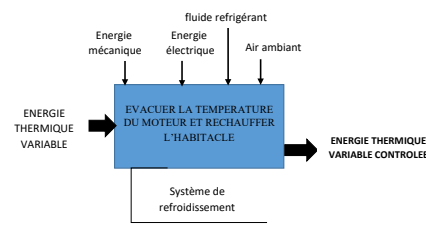 fluide refrigérant
Energie
mécanique
Energie
électrique
Air ambiant
ENERGIE
THERMIQUE
VARIABLE
EVACUER LA TEMPERATURE
DU MOTEUR ET RECHAUFFER
L'HABITACLE
ENERGIE THERMIQUE
VARIABLE CONTROLEE
Système de
refroidissement